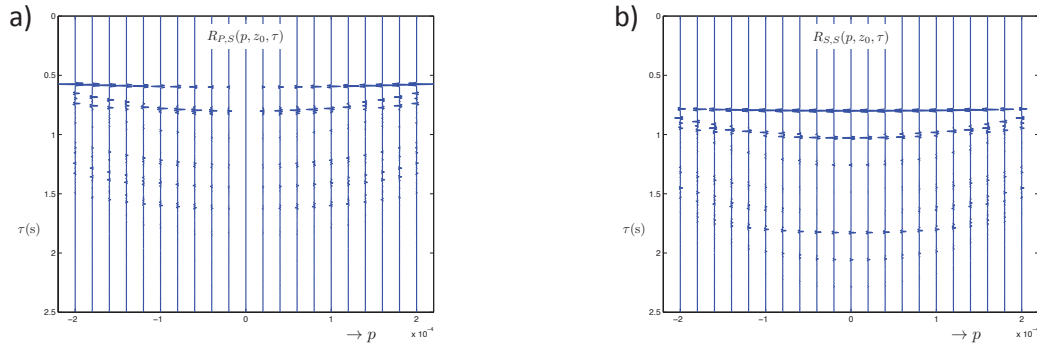 a)
R_{P,S}(p, z_0, τ)
0
0.5
1
1.5
τ(s)
2
2.5
−2 −1 0 1 2
→ p
x 10⁻⁴
b)
R_{S,S}(p, z_0, τ)
0
0.5
1
1.5
τ(s)
2
2.5
−2 −1 0 1 2
→ p
x 10⁻⁴